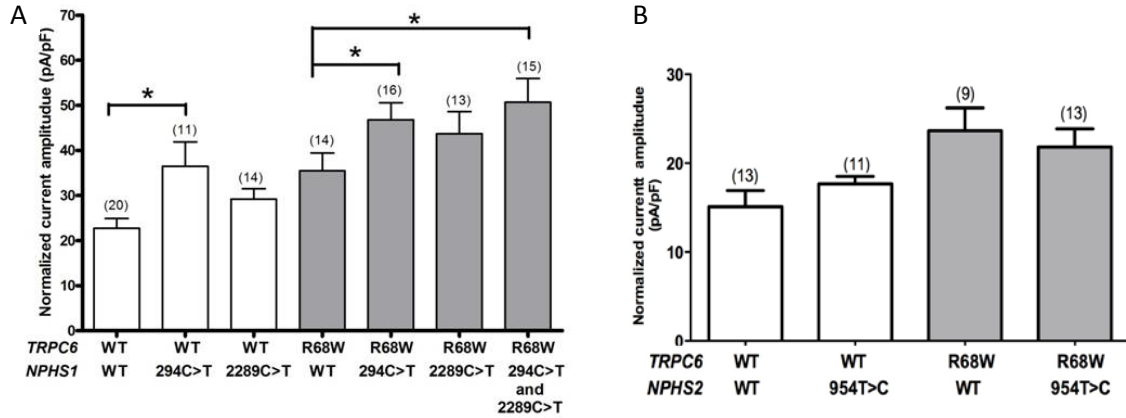 A
Normalized current amplitudue (pA/pF)
70
60
50
40
30
20
10
0
*
*
*
(20)
(11)
(14)
(14)
(16)
(13)
(15)
TRPC6 WT WT WT R68W R68W R68W R68W
NPHS1 WT 294C>T 2289C>T WT 294C>T 2289C>T 294C>T
and
2289C>T
B
Normalized currentt amplitudue
(pA/pF)
30
20
10
0
(13)
(11)
(9)
(13)
TRPC6 WT WT R68W R68W
NPHS2 WT 954T>C WT 954T>C